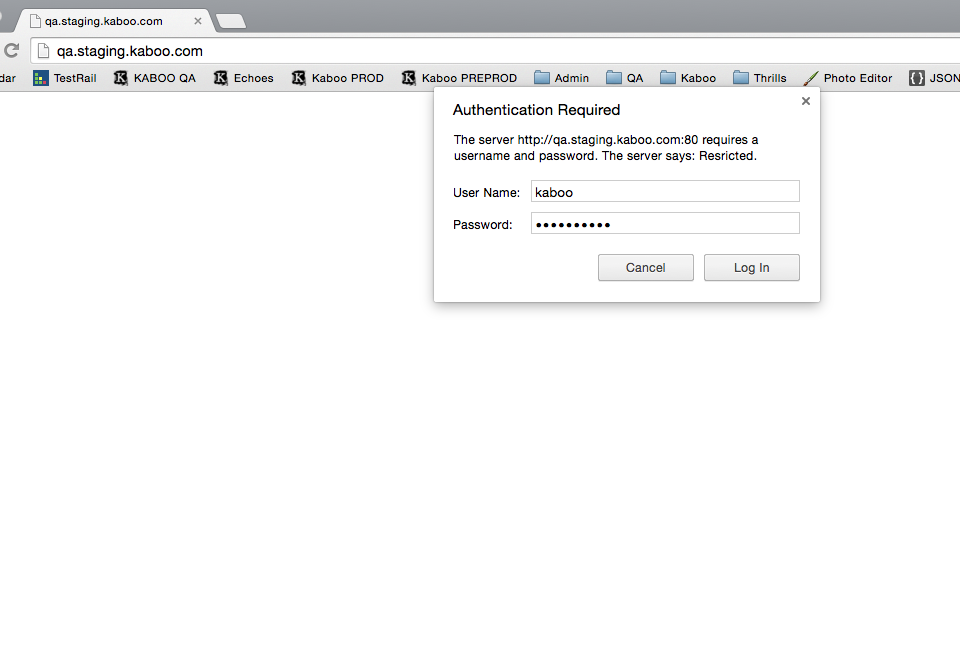 qa.staging.kaboo.com
qa.staging.kaboo.com
dar TestRail KABOO QA Echoes Kaboo PROD Kaboo PREPROD Admin QA Kaboo Thrills Photo Editor {} JSON
Authentication Required
The server http://qa.staging.kaboo.com:80 requires a
username and password. The server says: Resricted.
User Name: kaboo
Password: ••••••••••
Cancel Log In